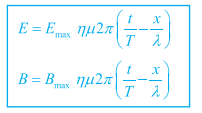 E = E_max ημ2π(t/T − x/λ)
B = B_max ημ2π(t/T − x/λ)